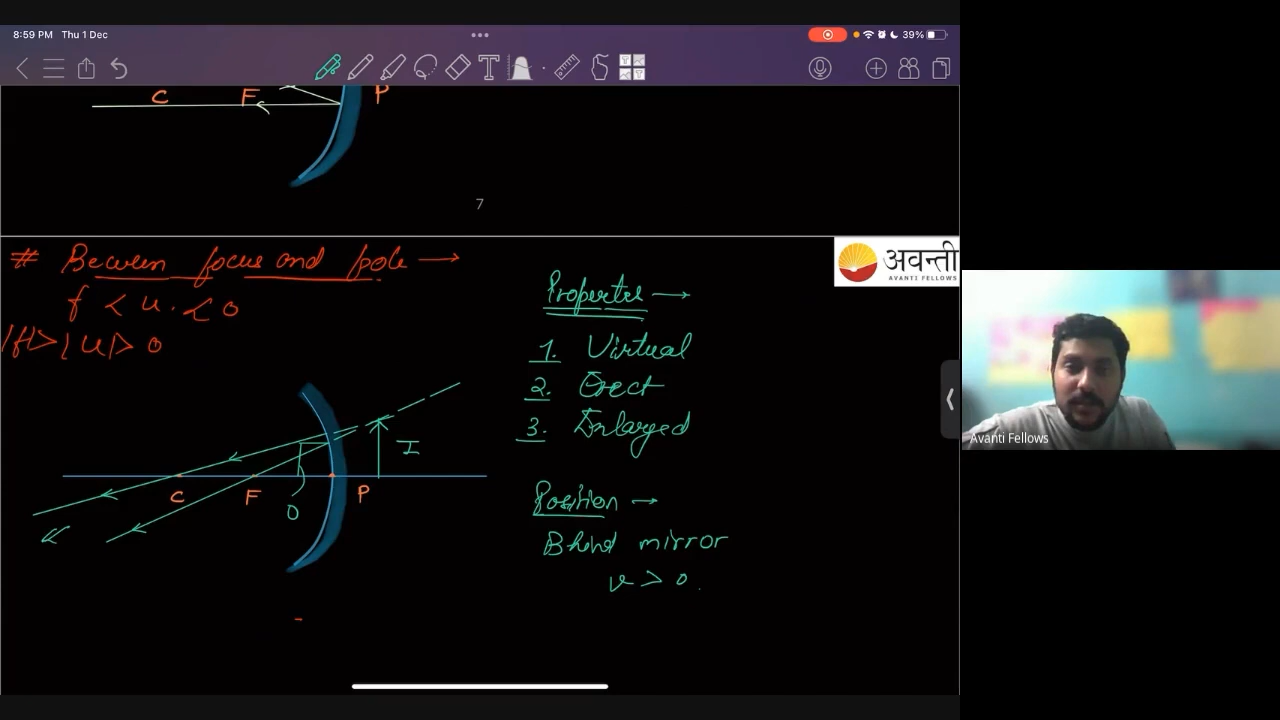 8:59 PM Thu 1 Dec
39%
C F P
7
# Between focus and pole →
f < u. < 0
|f|> |u|> 0
अवन्ती
AVANTI FELLOWS
Properties →
1. Virtual
2. Erect
3. Enlarged
I
C F P
O
Position →
Bhind mirror
v > 0.
Avanti Fellows